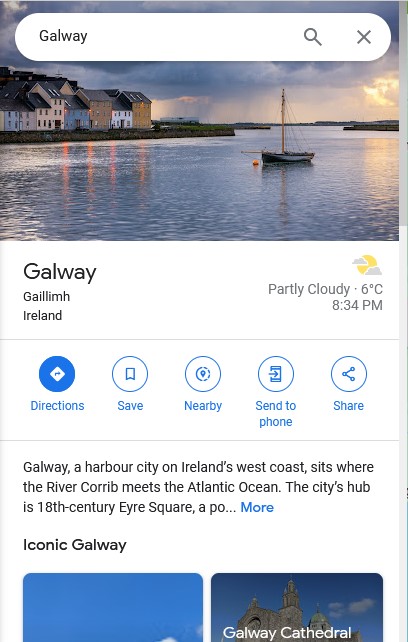 Galway
Galway
Gaillimh
Ireland
Partly Cloudy · 6°C
8:34 PM
Directions
Save
Nearby
Send to
phone
Share
Galway, a harbour city on Ireland’s west coast, sits where
the River Corrib meets the Atlantic Ocean. The city’s hub
is 18th-century Eyre Square, a po... More
Iconic Galway
Galway Cathedral